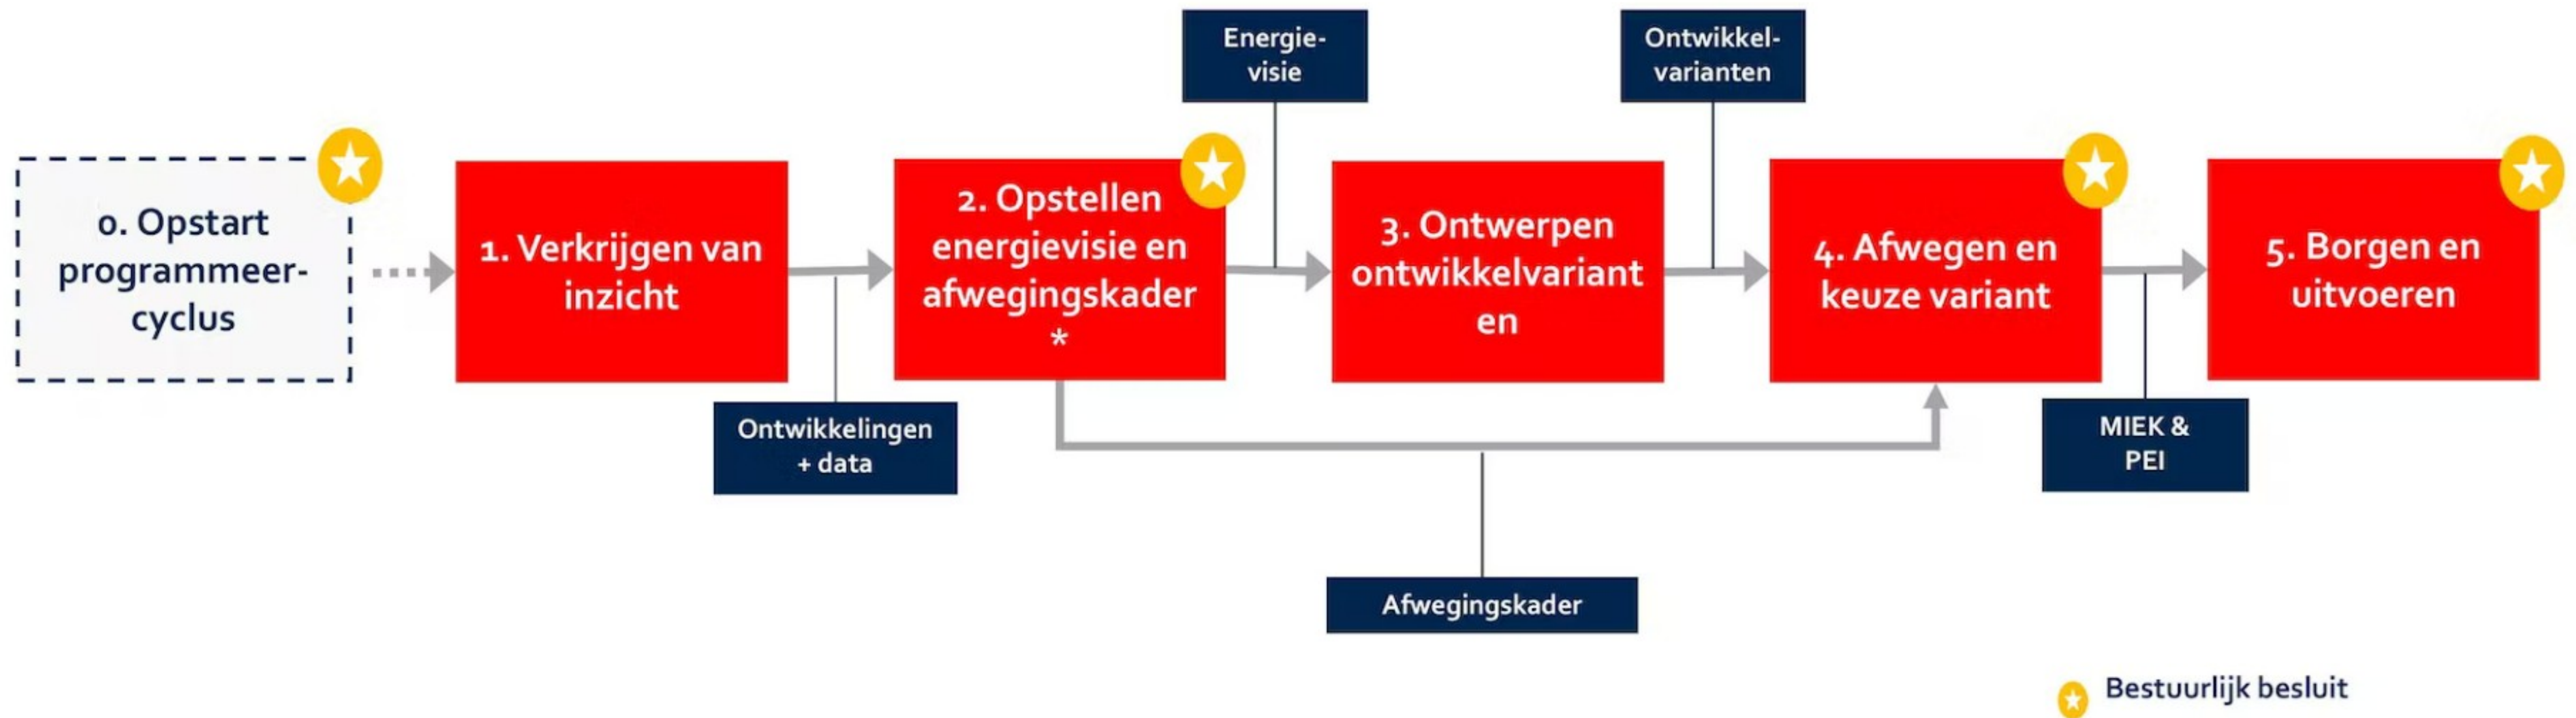 Energie-
visie
Ontwikkel-
varianten
0. Opstart
programmeer-
cyclus
1. Verkrijgen van
inzicht
2. Opstellen
energievisie en
afwegingskader
*
3. Ontwerpen
ontwikkelvariant
en
4. Afwegen en
keuze variant
5. Borgen en
uitvoeren
Ontwikkelingen
+ data
MIEK &
PEI
Afwegingskader
Bestuurlijk besluit